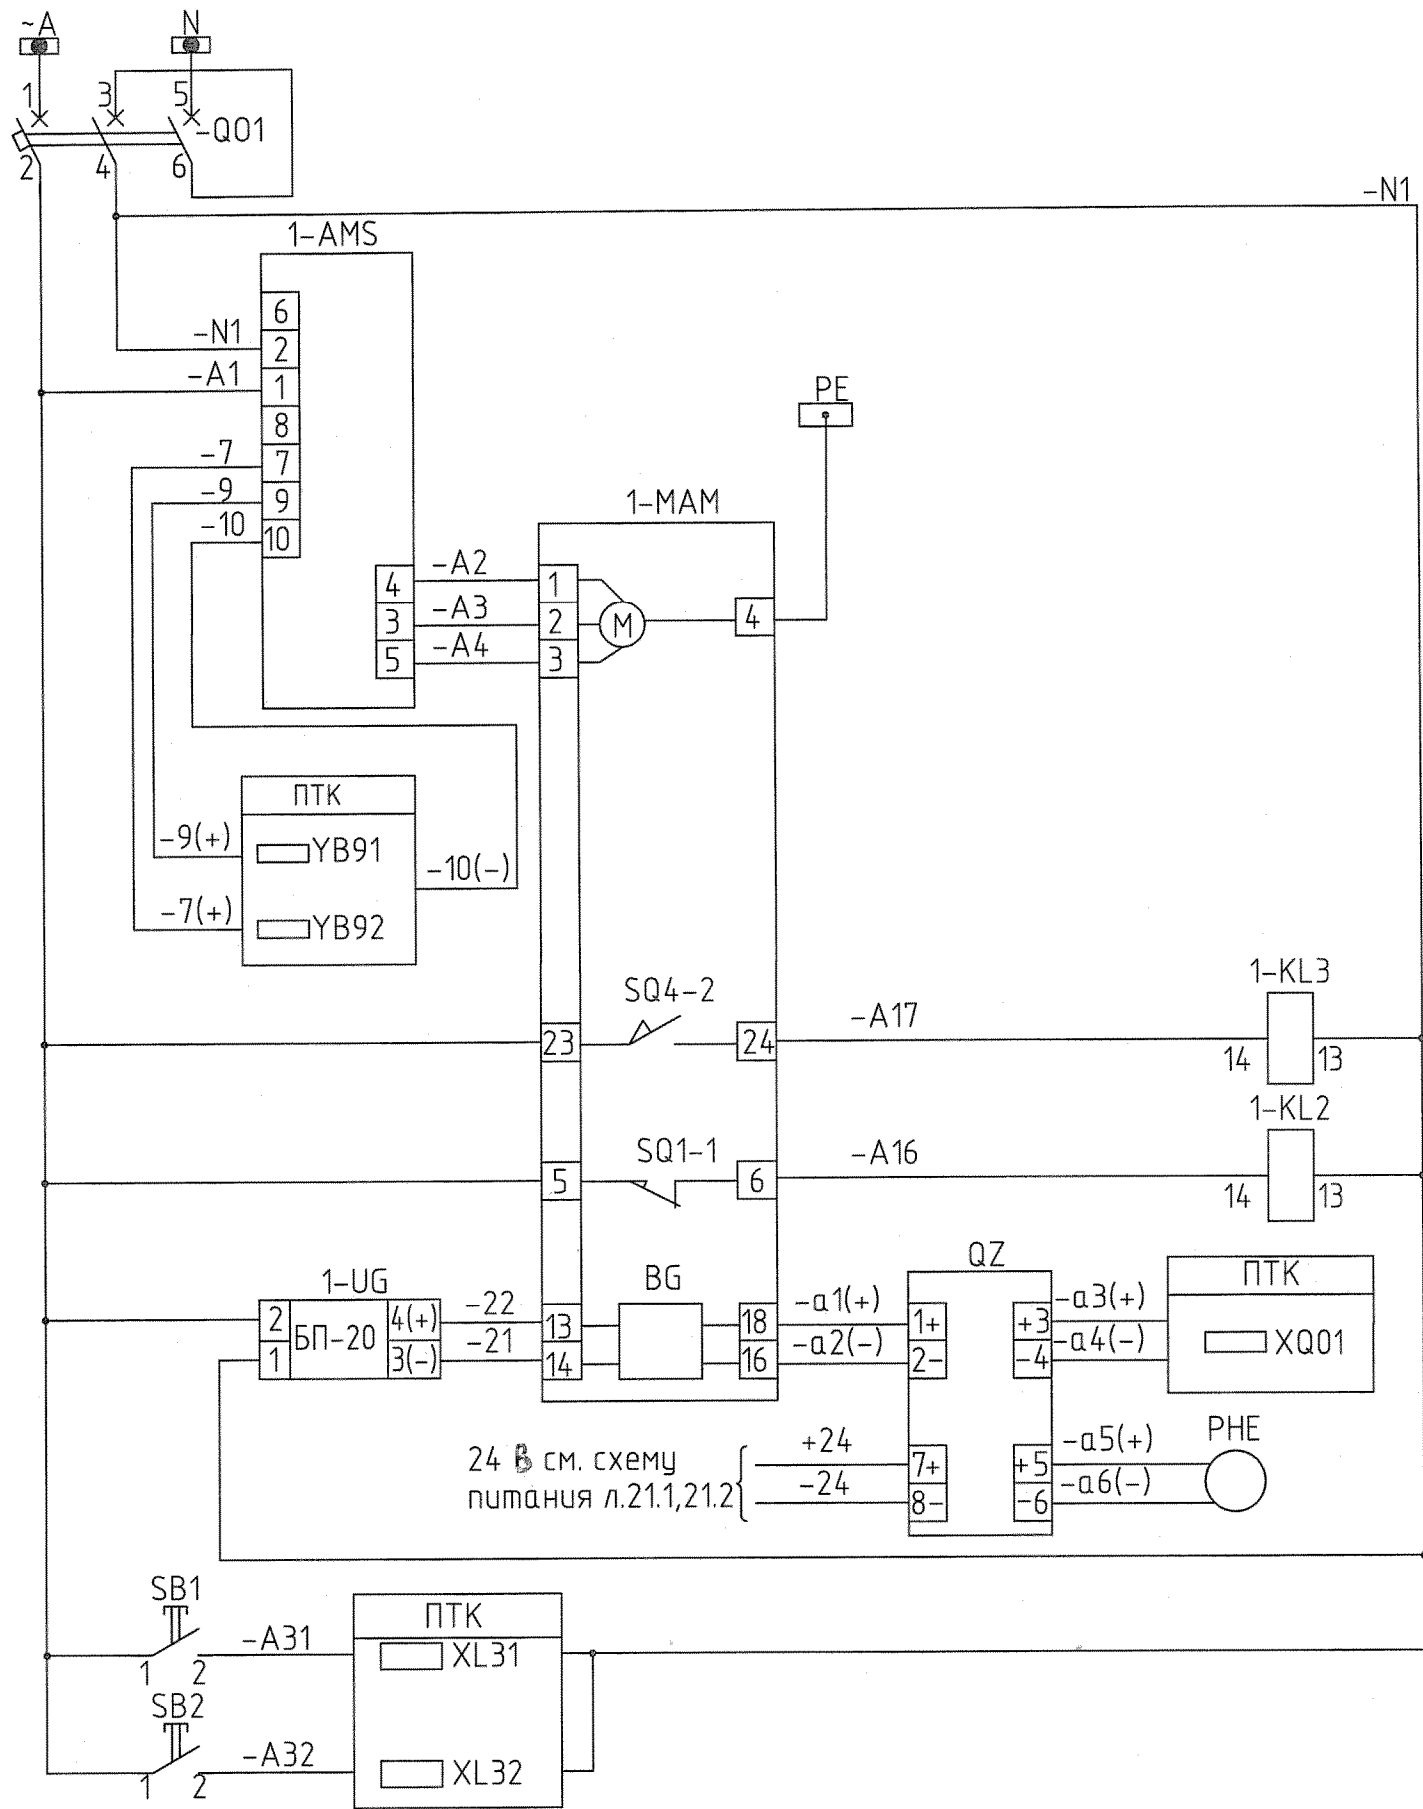 ~A
N
1
3
5
-Q01
2
4
6
-N1
1-AMS
6
-N1
2
-A1
1
8
-7
7
-9
9
-10
10
PE
1-MAM
4
-A2
1
3
-A3
2
M
4
5
-A4
3
ПТК
-9(+)
YB91
-10(-)
-7(+)
YB92
SQ4-2
-A17
1-KL3
23
24
14
13
SQ1-1
-A16
1-KL2
5
6
14
13
1-UG
BG
QZ
ПТК
2
БП-20
4(+)
-22
13
18
-a1(+)
1+
+3
-a3(+)
1
3(-)
-21
14
16
-a2(-)
2-
-4
-a4(-)
XQ01
24 В см. схему
питания л.21.1,21.2
+24
7+
+5
-a5(+)
PHE
-24
8-
-6
-a6(-)
SB1
ПТК
1
2
-A31
XL31
SB2
1
2
-A32
XL32